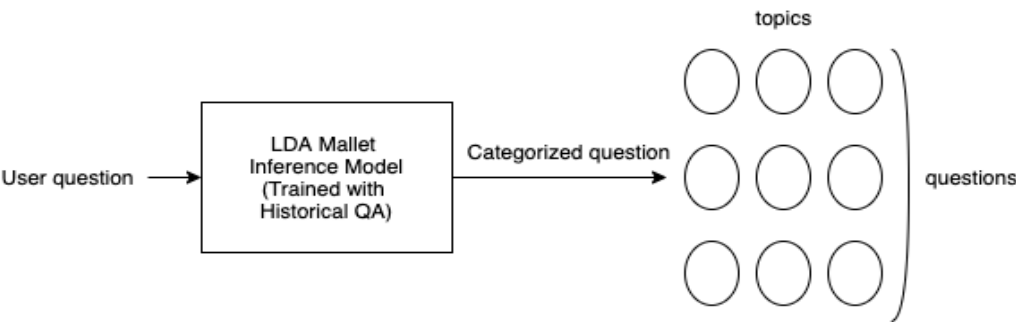 topics
User question
LDA Mallet
Inference Model
(Trained with
Historical QA)
Categorized question
questions